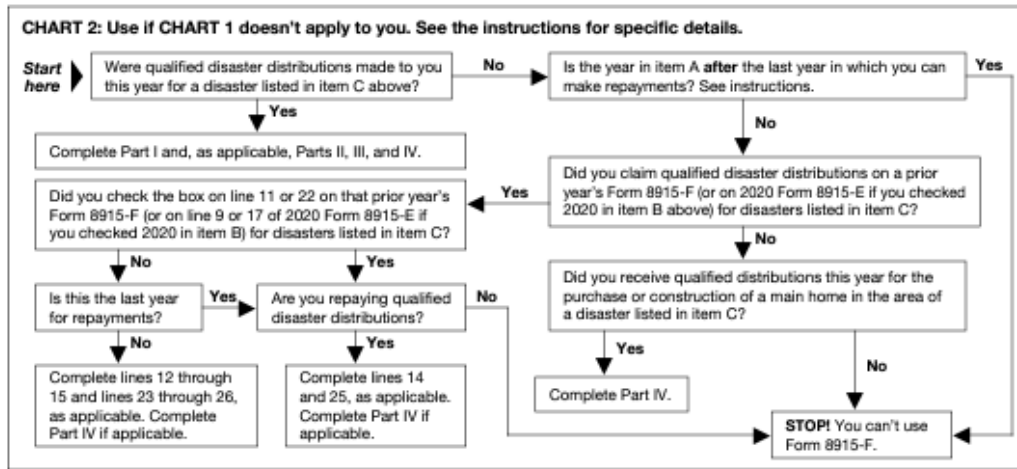 CHART 2: Use if CHART 1 doesn't apply to you. See the instructions for specific details.
Start
here
Were qualified disaster distributions made to you
this year for a disaster listed in item C above?
No
Is the year in item A after the last year in which you can
make repayments? See instructions.
Yes
Yes
No
Complete Part I and, as applicable, Parts II, III, and IV.
Did you claim qualified disaster distributions on a prior
year's Form 8915-F (or on 2020 Form 8915-E if you checked
2020 in item B above) for disasters listed in item C?
Yes
Did you check the box on line 11 or 22 on that prior year's
Form 8915-F (or on line 9 or 17 of 2020 Form 8915-E if
you checked 2020 in item B) for disasters listed in item C?
No
No
Yes
Did you receive qualified distributions this year for the
purchase or construction of a main home in the area of
a disaster listed in item C?
Is this the last year
for repayments?
Yes
Are you repaying qualified
disaster distributions?
No
No
Yes
Yes
No
Complete lines 12 through
15 and lines 23 through 26,
as applicable. Complete
Part IV if applicable.
Complete lines 14
and 25, as applicable.
Complete Part IV if
applicable.
Complete Part IV.
STOP! You can't use
Form 8915-F.